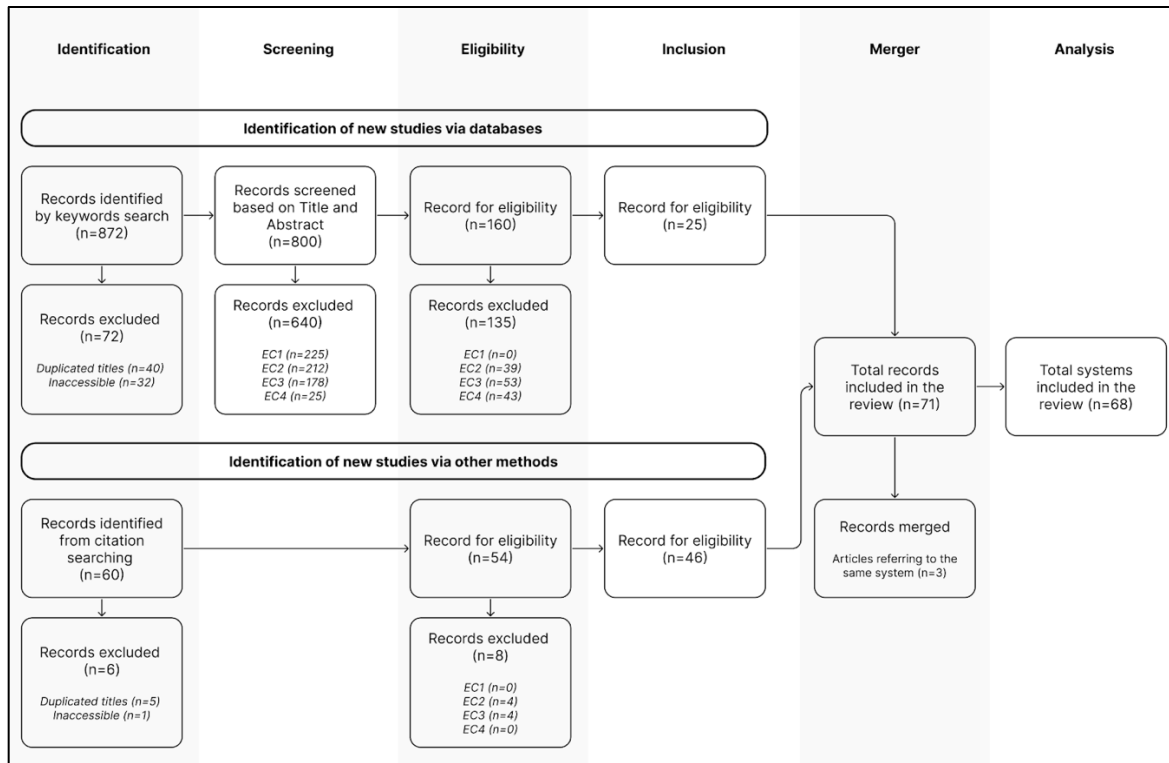 Identification
Screening
Eligibility
Inclusion
Merger
Analysis
Identification of new studies via databases
Records identified
by keywords search
(n=872)
Records screened
based on Title and
Abstract
(n=800)
Record for eligibility
(n=160)
Record for eligibility
(n=25)
Records excluded
(n=72)
Duplicated titles (n=40)
Inaccessible (n=32)
Records excluded
(n=640)
EC1 (n=225)
EC2 (n=212)
EC3 (n=178)
EC4 (n=25)
Records excluded
(n=135)
EC1 (n=0)
EC2 (n=39)
EC3 (n=53)
EC4 (n=43)
Total records
included in the
review (n=71)
Total systems
included in the
review (n=68)
Identification of new studies via other methods
Records identified
from citation
searching
(n=60)
Record for eligibility
(n=54)
Record for eligibility
(n=46)
Records merged
Articles referring to the
same system (n=3)
Records excluded
(n=6)
Duplicated titles (n=5)
Inaccessible (n=1)
Records excluded
(n=8)
EC1 (n=0)
EC2 (n=4)
EC3 (n=4)
EC4 (n=0)